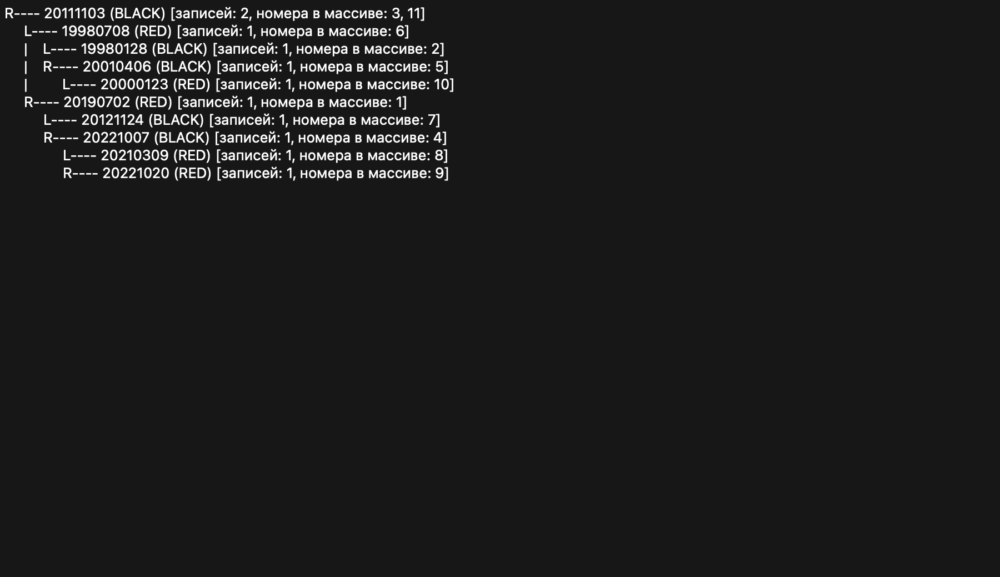 R---- 20111103 (BLACK) [записей: 2, номера в массиве: 3, 11]
L---- 19980708 (RED) [записей: 1, номера в массиве: 6]
| L---- 19980128 (BLACK) [записей: 1, номера в массиве: 2]
| R---- 20010406 (BLACK) [записей: 1, номера в массиве: 5]
| L---- 20000123 (RED) [записей: 1, номера в массиве: 10]
R---- 20190702 (RED) [записей: 1, номера в массиве: 1]
L---- 20121124 (BLACK) [записей: 1, номера в массиве: 7]
R---- 20221007 (BLACK) [записей: 1, номера в массиве: 4]
L---- 20210309 (RED) [записей: 1, номера в массиве: 8]
R---- 20221020 (RED) [записей: 1, номера в массиве: 9]